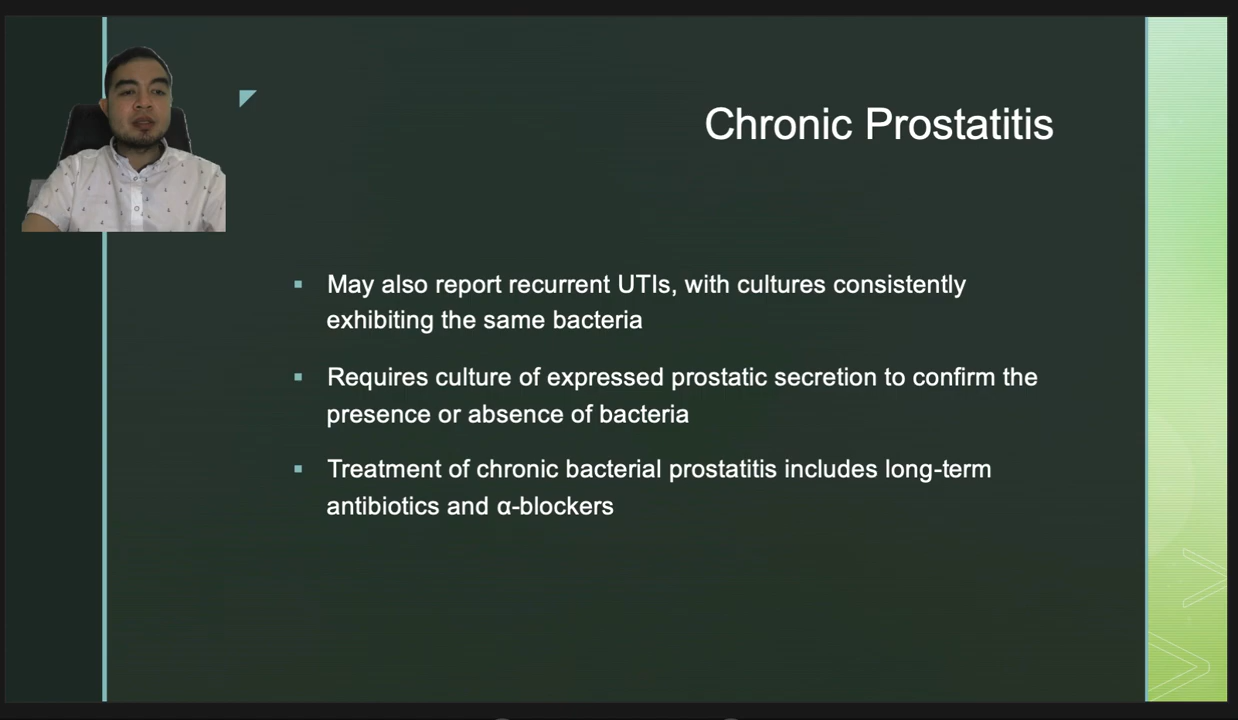 Chronic Prostatitis
May also report recurrent UTIs, with cultures consistently
exhibiting the same bacteria
Requires culture of expressed prostatic secretion to confirm the
presence or absence of bacteria
Treatment of chronic bacterial prostatitis includes long-term
antibiotics and α-blockers